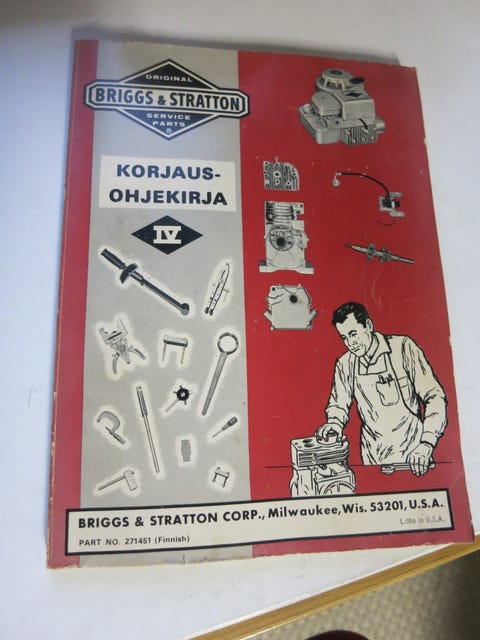 ORIGINAL
BRIGGS & STRATTON
SERVICE
PARTS
®
KORJAUS-
OHJEKIRJA
IV
BRIGGS & STRATTON CORP., Milwaukee, Wis. 53201, U.S.A.
PART NO. 271451 (Finnish)
Litho in U.S.A.